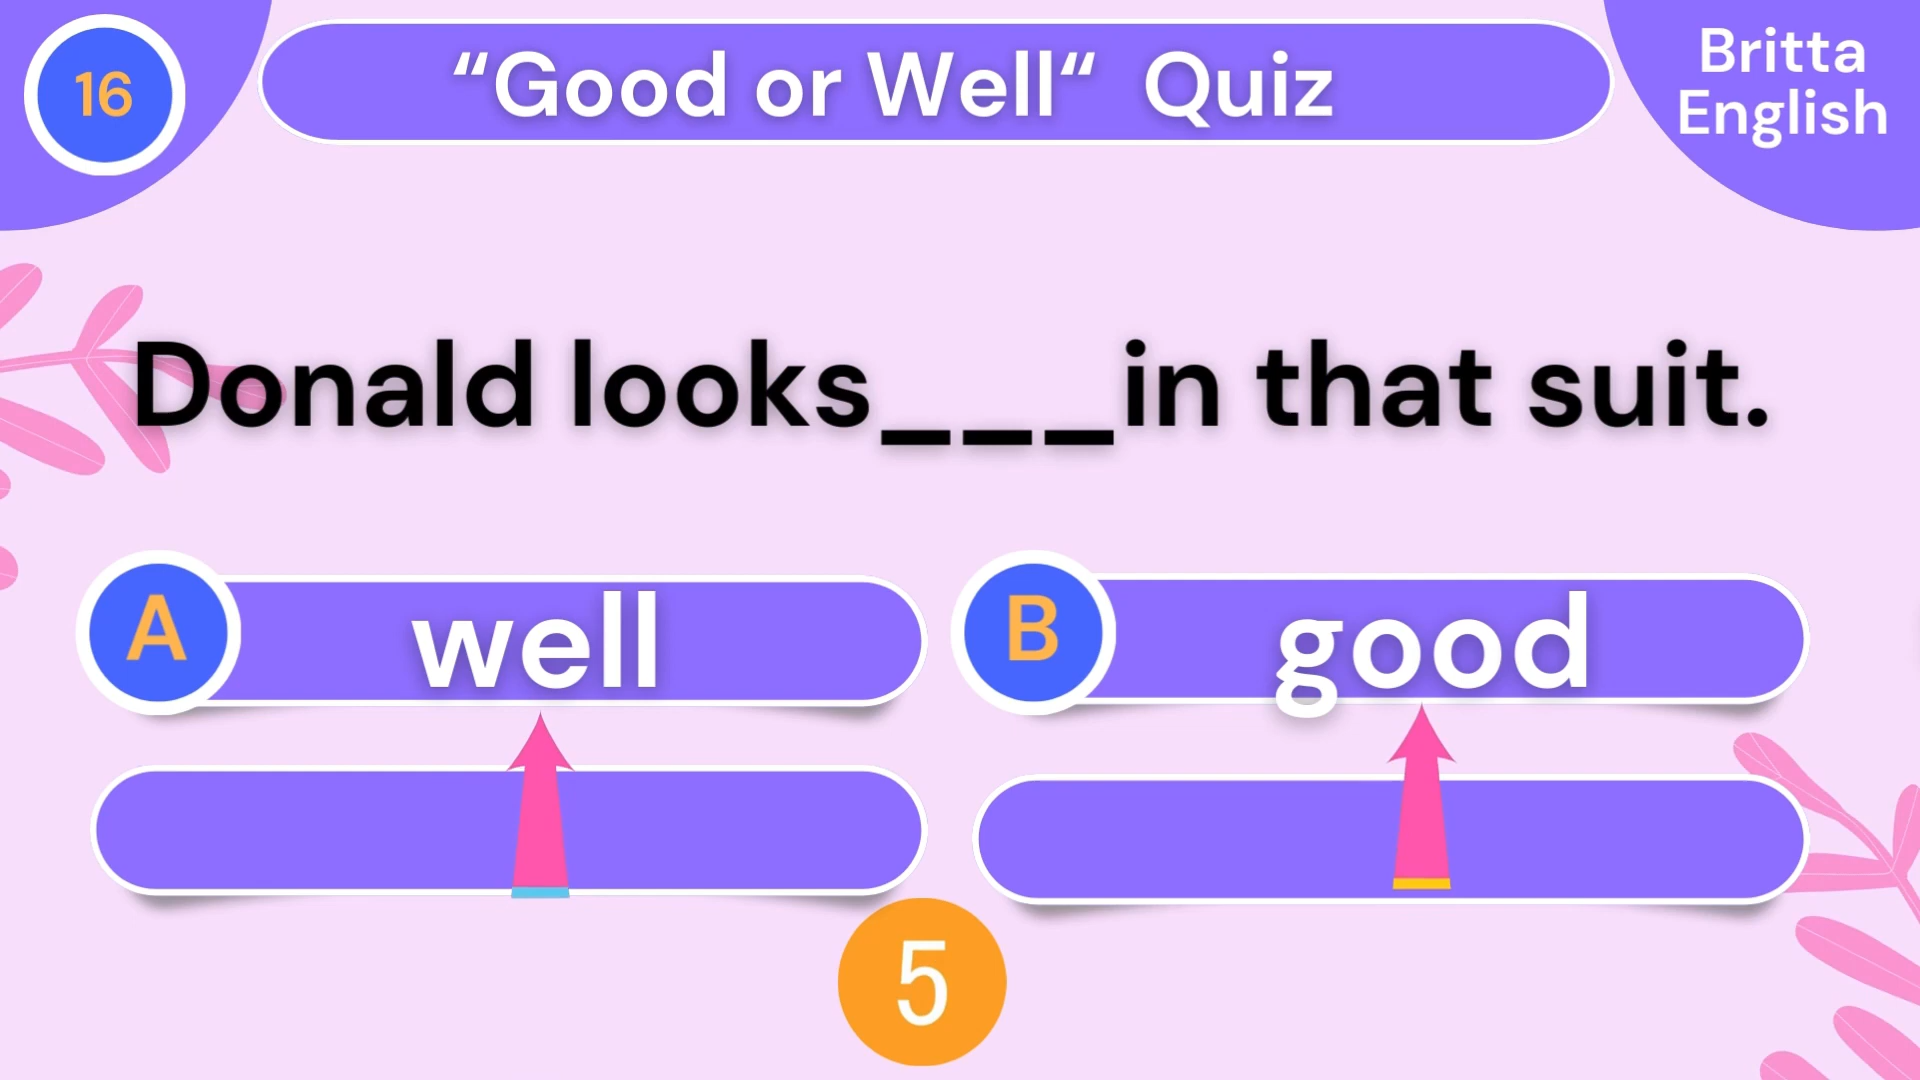 16
“Good or Well“ Quiz
Britta
English
Donald looks___in that suit.
A well
B good
5